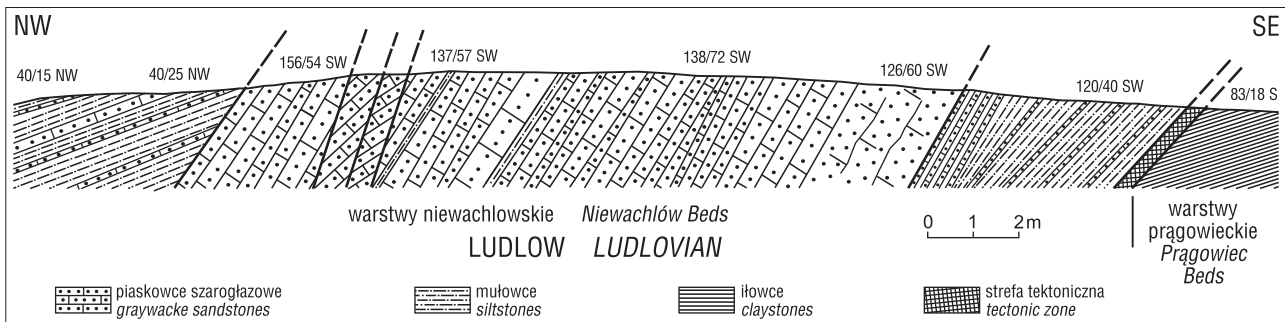 NW
SE
40/15 NW
40/25 NW
156/54 SW
137/57 SW
138/72 SW
126/60 SW
120/40 SW
83/18 S
warstwy niewachlowskie Niewachlów Beds
LUDLOW LUDLOVIAN
0 1 2 m
warstwy
prągowieckie
Prągowiec
Beds
piaskowce szarogłazowe
graywacke sandstones
mułowce
siltstones
iłowce
claystones
strefa tektoniczna
tectonic zone